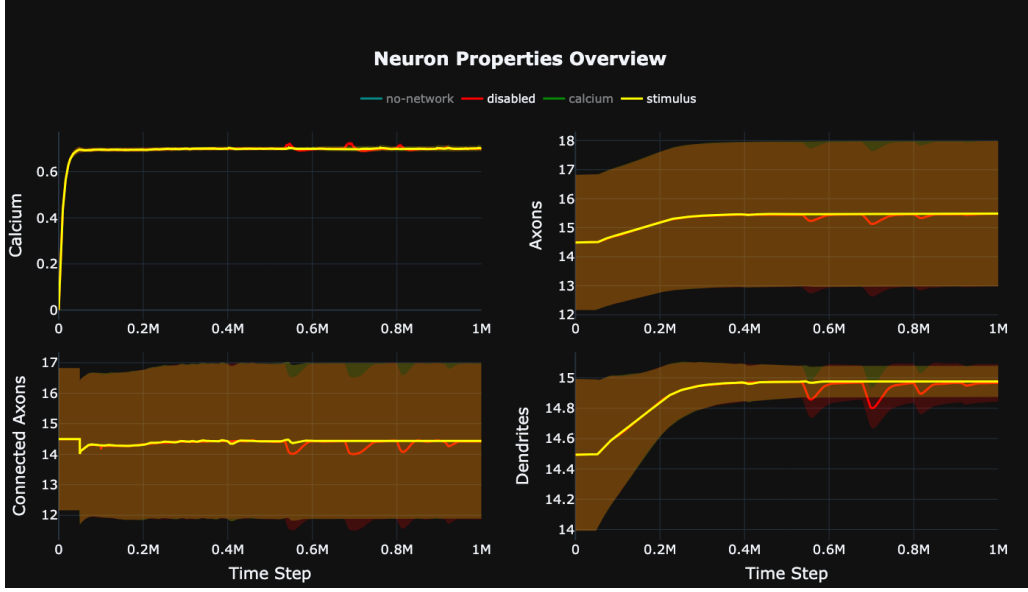 Neuron Properties Overview
no-network disabled calcium stimulus
Calcium
0.6
0.4
0.2
0
0 0.2M 0.4M 0.6M 0.8M 1M
Axons
18
17
16
15
14
13
12
0 0.2M 0.4M 0.6M 0.8M 1M
Connected Axons
17
16
15
14
13
12
0 0.2M 0.4M 0.6M 0.8M 1M
Time Step
Dendrites
15
14.8
14.6
14.4
14.2
14
0 0.2M 0.4M 0.6M 0.8M 1M
Time Step